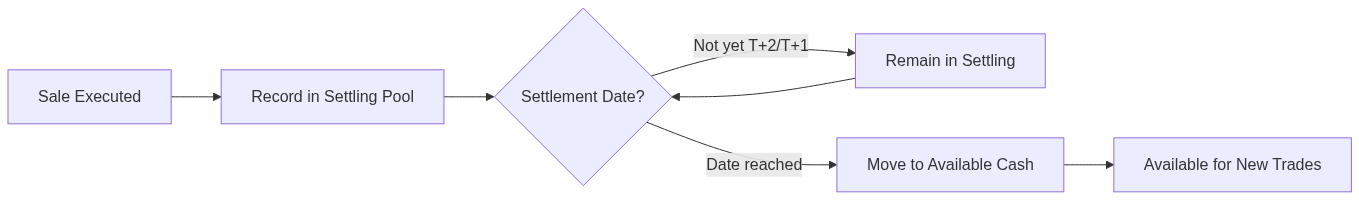 Sale Executed
Record in Settling Pool
Settlement Date?
Not yet T+2/T+1
Remain in Settling
Date reached
Move to Available Cash
Available for New Trades